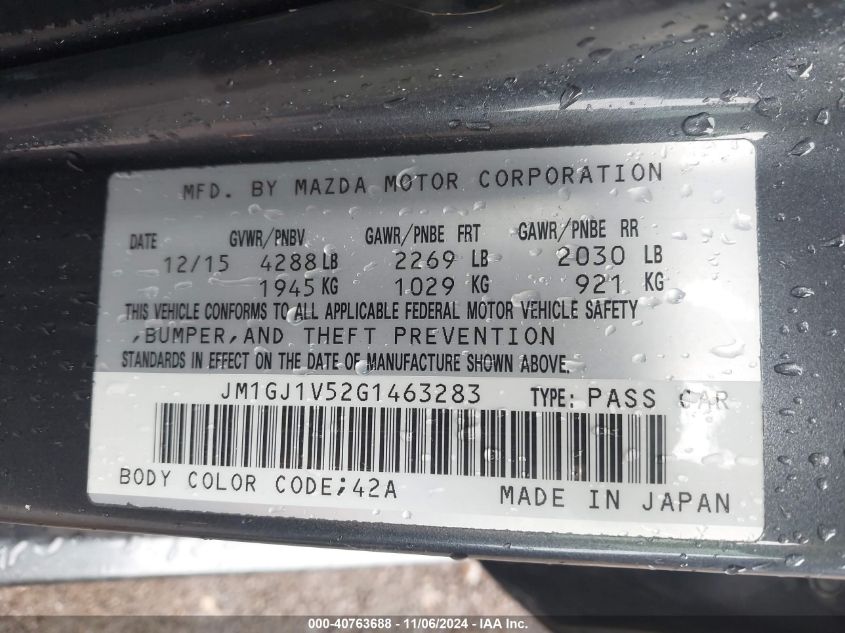 MFD. BY MAZDA MOTOR CORPORATION
DATE GVWR/PNBV GAWR/PNBE FRT GAWR/PNBE RR
12/15 4288 LB 2269 LB 2030 LB
1945 KG 1029 KG 921 KG
THIS VEHICLE CONFORMS TO ALL APPLICABLE FEDERAL MOTOR VEHICLE SAFETY
,BUMPER,AND THEFT PREVENTION
STANDARDS IN EFFECT ON THE DATE OF MANUFACTURE SHOWN ABOVE.
JM1GJ1V52G1463283 TYPE: PASS CAR
BODY COLOR CODE;42A MADE IN JAPAN
000-40763688 - 11/06/2024 - IAA Inc.